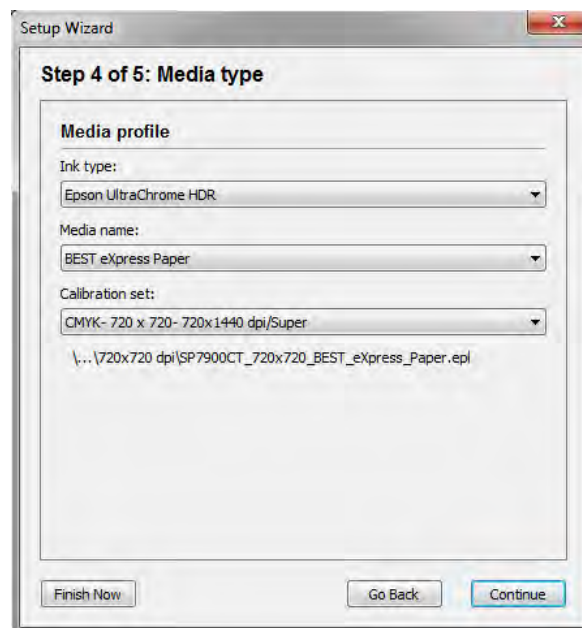 Setup Wizard
Step 4 of 5: Media type
Media profile
Ink type:
Epson UltraChrome HDR
Media name:
BEST eXpress Paper
Calibration set:
CMYK- 720 x 720- 720x1440 dpi/Super
\...\720x720 dpi\SP7900CT_720x720_BEST_eXpress_Paper.epl
Finish Now Go Back Continue